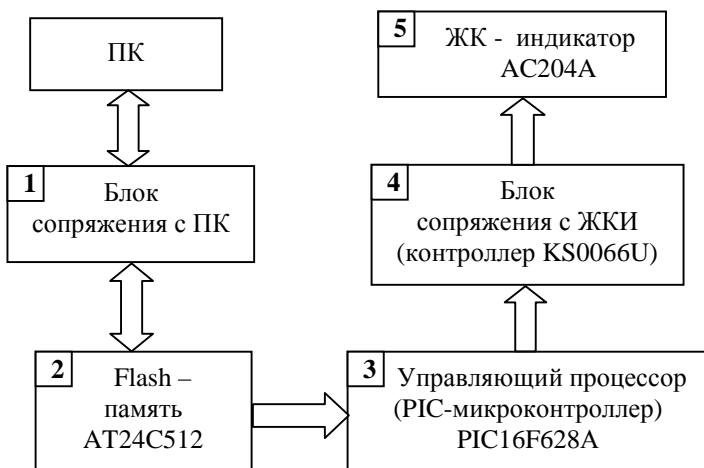 ПК
1
Блок
сопряжения с ПК
2
Flash –
память
AT24C512
3
Управляющий процессор
(PIC-микроконтроллер)
PIC16F628A
4
Блок
сопряжения с ЖКИ
(контроллер KS0066U)
5
ЖК - индикатор
AC204A